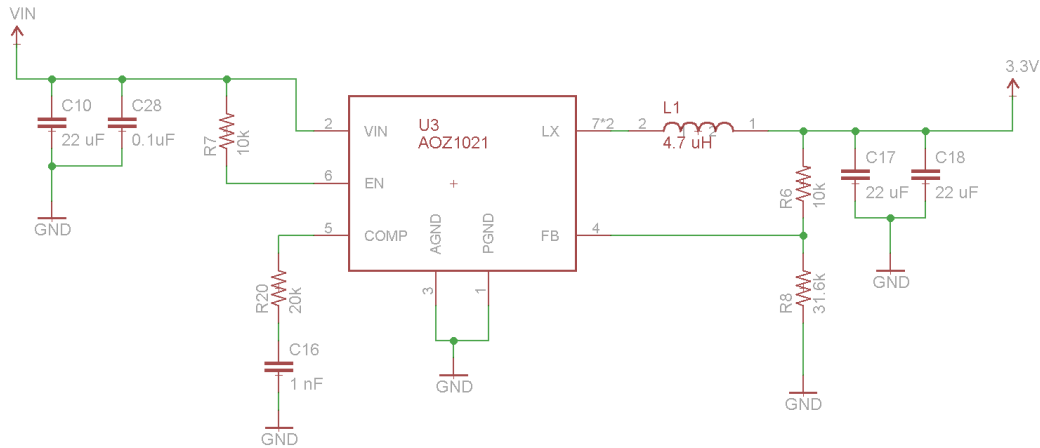 VIN
3.3V
C10
22 uF
C28
0.1uF
R7
10k
U3
AOZ1021
2
VIN
LX
7*2
2
L1
2
4.7 uH
1
6
EN
5
COMP
AGND
PGND
FB
4
3
1
R6
10k
C17
22 uF
C18
22 uF
GND
R20
20k
R8
31.6k
GND
C16
1 nF
GND
GND
GND